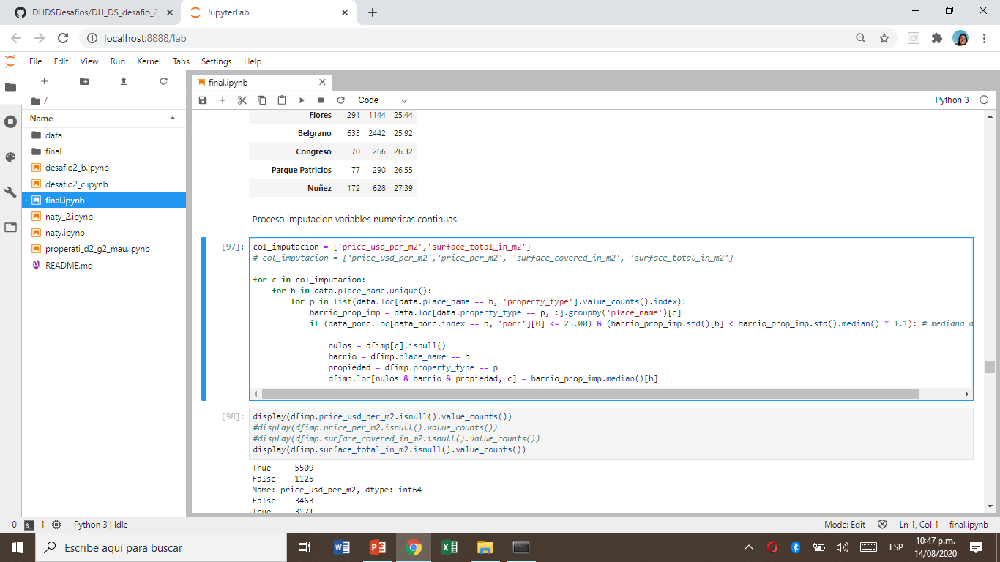 DHDSDesafios/DH_DS_desafio_2
JupyterLab
localhost:8888/lab
File Edit View Run Kernel Tabs Settings Help
final.ipynb
/
Code
Python 3
Name
data
final
desafio2_b.ipynb
desafio2_c.ipynb
final.ipynb
naty_2.ipynb
naty.ipynb
properati_d2_g2_mau.ipynb
README.md
Flores 291 1144 25.44
Belgrano 633 2442 25.92
Congreso 70 266 26.32
Parque Patricios 77 290 26.55
Nuñez 172 628 27.39
Proceso imputacion variables numericas continuas
[97]:
col_imputacion = ['price_usd_per_m2','surface_total_in_m2']
# col_imputacion = ['price_usd_per_m2','price_per_m2', 'surface_covered_in_m2', 'surface_total_in_m2']
for c in col_imputacion:
for b in data.place_name.unique():
for p in list(data.loc[data.place_name == b, 'property_type'].value_counts().index):
barrio_prop_imp = data.loc[data.property_type == p, :].groupby('place_name')[c]
if (data_porc.loc[data_porc.index == b, 'porc'][0] <= 25.00) & (barrio_prop_imp.std()[b] < barrio_prop_imp.std().median() * 1.1): # mediana
nulos = dfimp[c].isnull()
barrio = dfimp.place_name == b
propiedad = dfimp.property_type == p
dfimp.loc[nulos & barrio & propiedad, c] = barrio_prop_imp.median()[b]
[98]:
display(dfimp.price_usd_per_m2.isnull().value_counts())
#display(dfimp.price_per_m2.isnull().value_counts())
#display(dfimp.surface_covered_in_m2.isnull().value_counts())
display(dfimp.surface_total_in_m2.isnull().value_counts())
True 5509
False 1125
Name: price_usd_per_m2, dtype: int64
False 3463
True 3171
0 1 Python 3 | Idle
Mode: Edit Ln 1, Col 1 final.ipynb
Escribe aquí para buscar
ESP
10:47 p.m.
14/08/2020